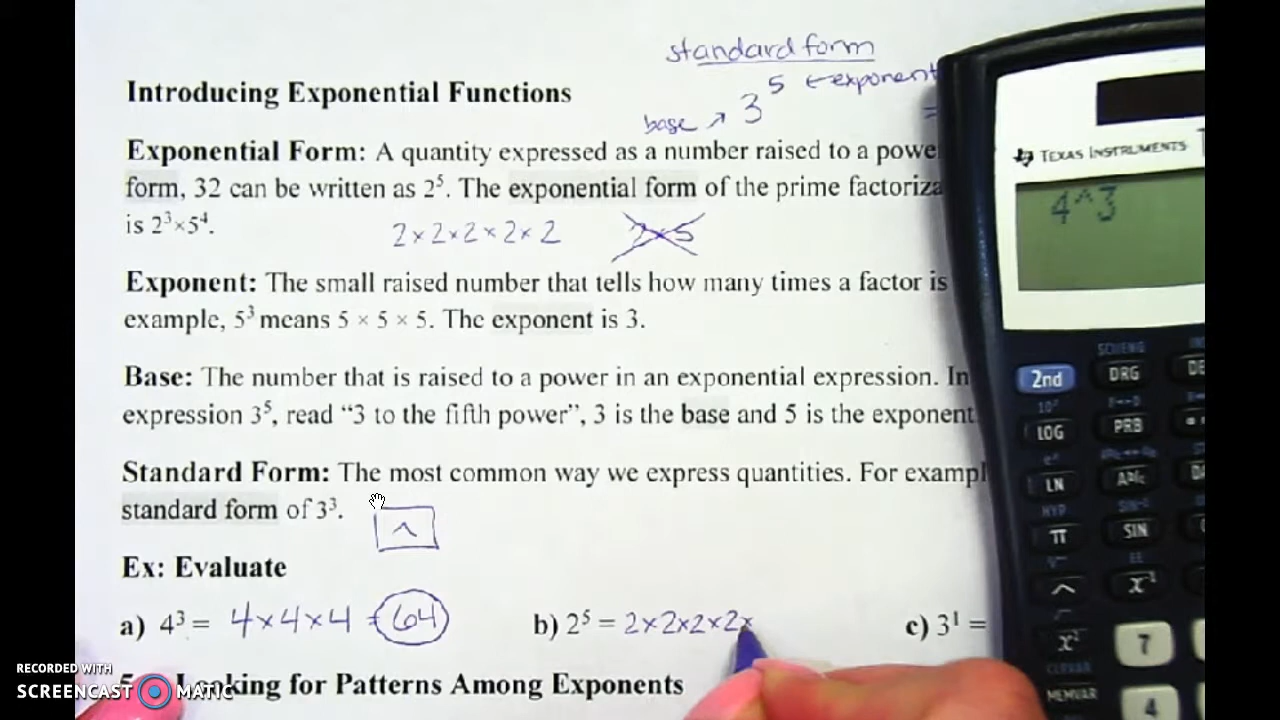 standard form
Introducing Exponential Functions
base → 3⁵ ← exponent
=
Exponential Form: A quantity expressed as a number raised to a
form, 32 can be written as 2⁵. The exponential form of the prime
is 2³×5⁴.
2×2×2×2×2 2×5
Exponent: The small raised number that tells how many times a factor is
example, 5³ means 5 × 5 × 5. The exponent is 3.
Base: The number that is raised to a power in an exponential expression. In
expression 3⁵, read “3 to the fifth power”, 3 is the base and 5 is the exponent
Standard Form: The most common way we express quantities. For
standard form of 3³.
^
Ex: Evaluate
a) 4³ = 4×4×4 = 64
b) 2⁵ = 2×2×2×2×
c) 3¹ =
Looking for Patterns Among Exponents
TEXAS INSTRUMENTS
4^3
2nd DRG
LOG PRB
LN
HYP
π SIN
EE
^ x⁻¹
x² 7
MEMVAR 4
RECORDED WITH
SCREENCAST MATIC